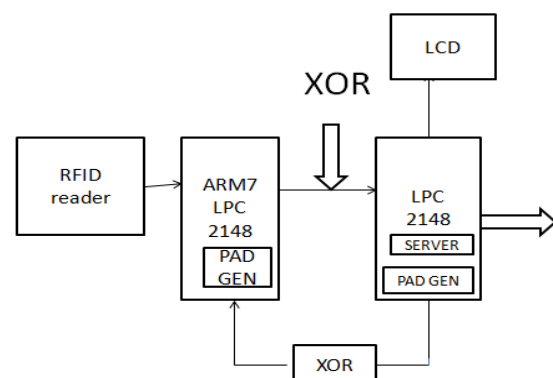 LCD
XOR
RFID
reader
ARM7
LPC
2148
PAD
GEN
LPC
2148
SERVER
PAD GEN
XOR